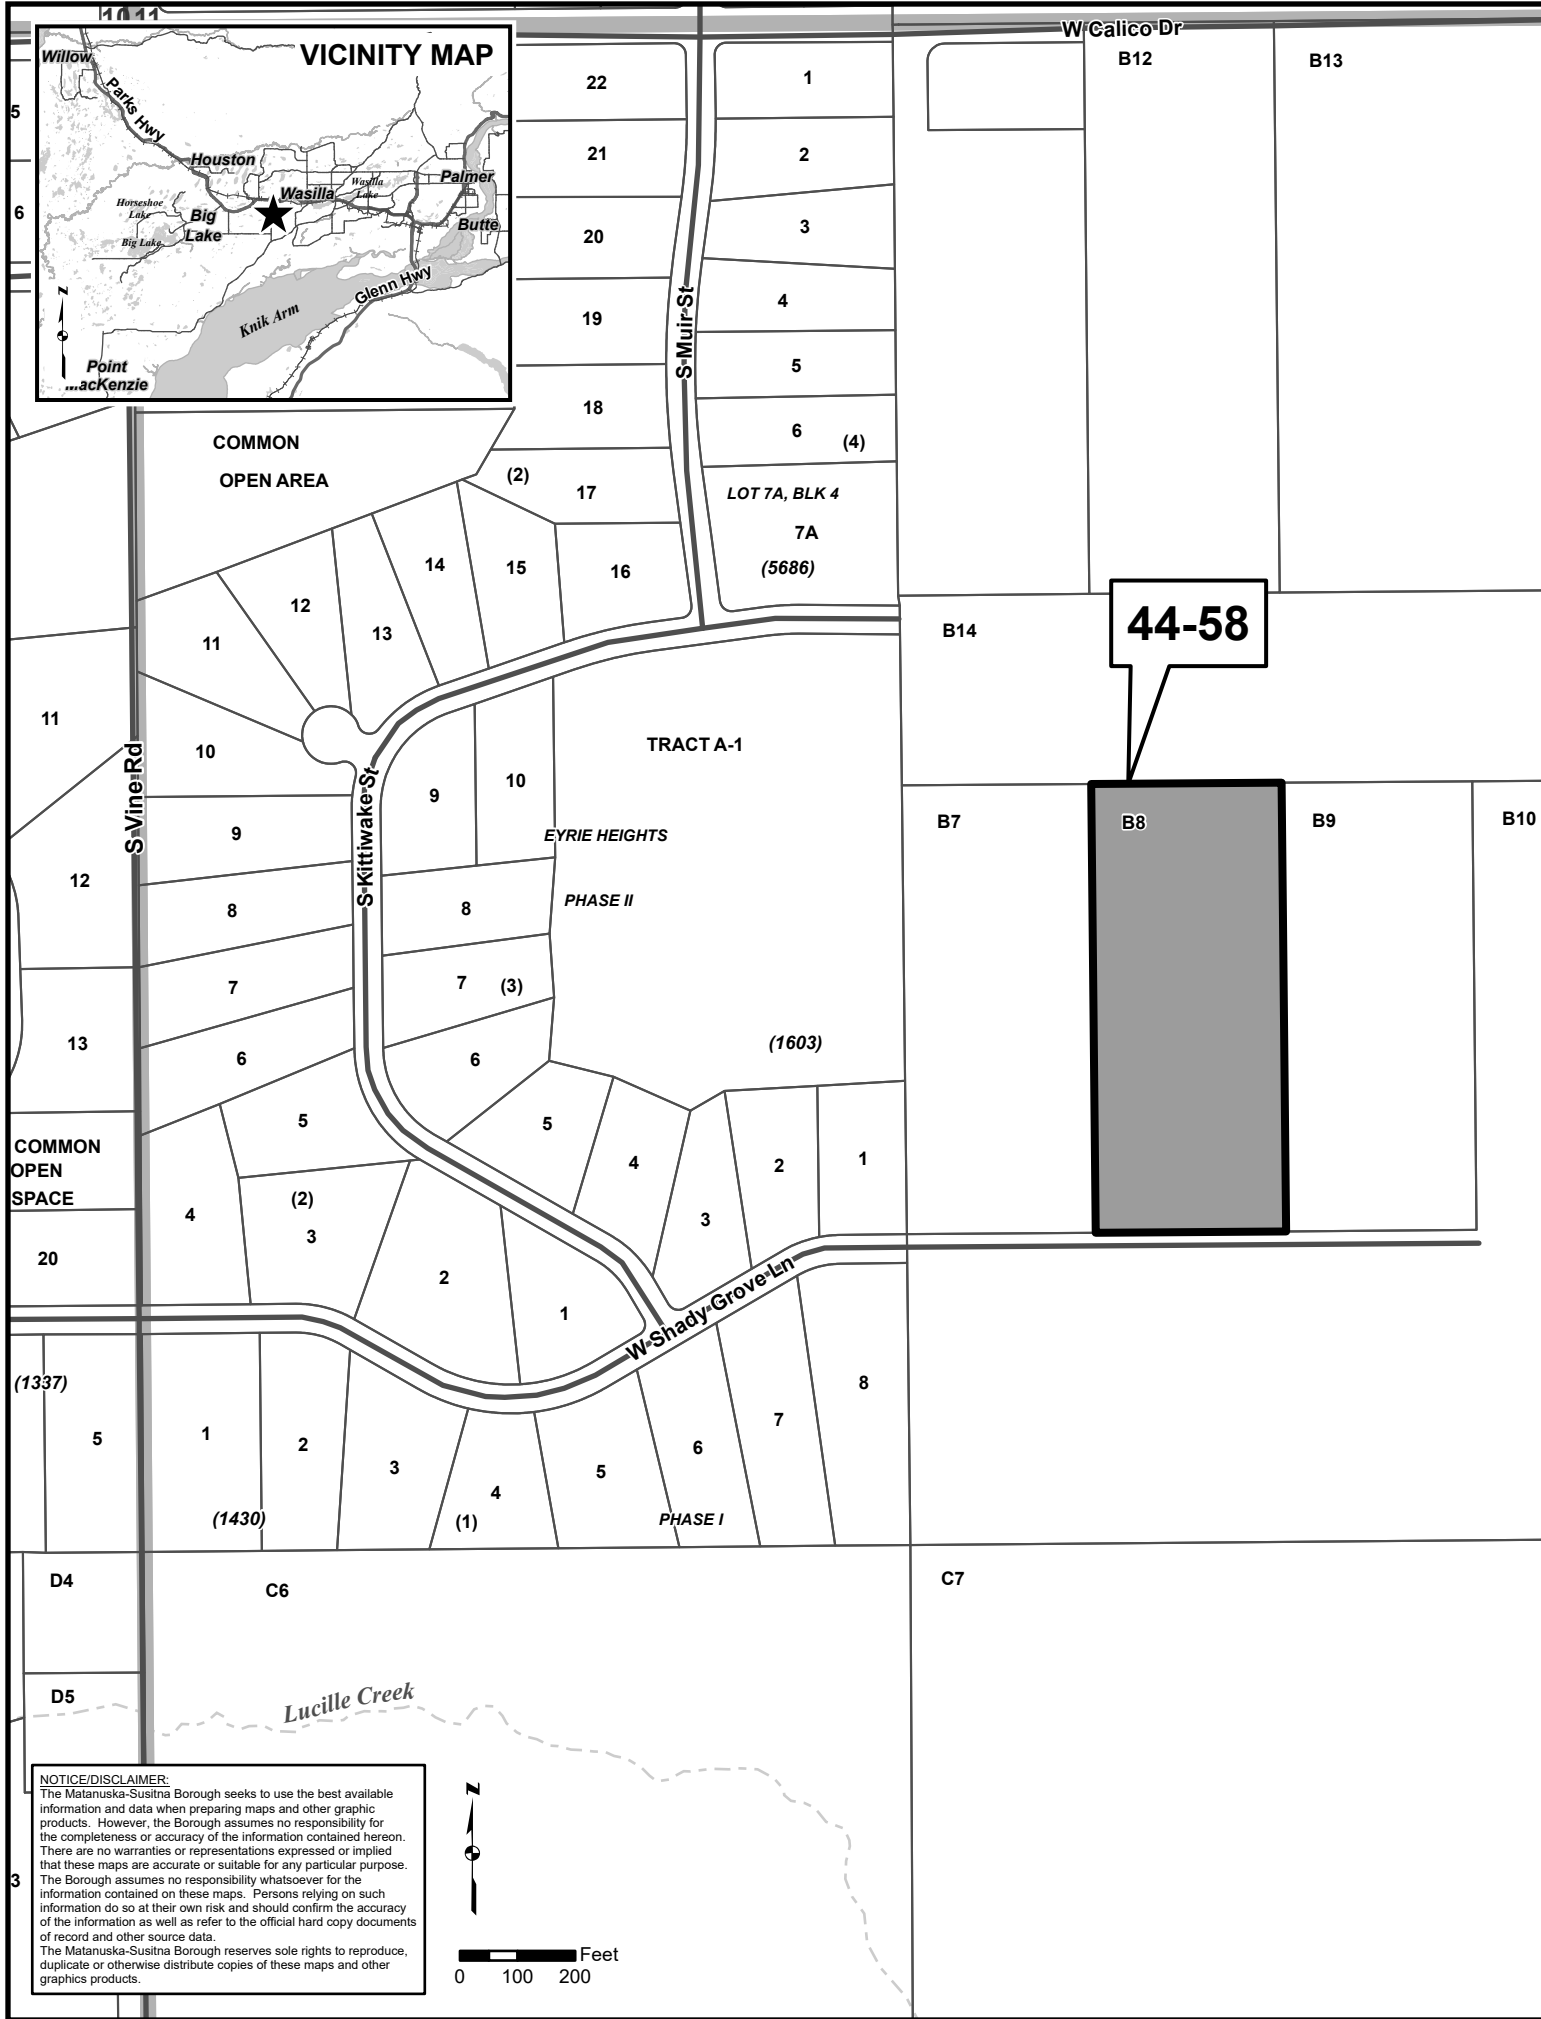 10 11
W Calico Dr
VICINITY MAP
Willow
Parks Hwy
Houston
Wasilla
Wasilla
Lake
Palmer
Horseshoe
Lake
Big
Lake
Big Lake
Butte
Glenn Hwy
Knik Arm
Z
Point
MacKenzie
5
6
22
21
20
19
18
(2)
17
16
S Muir St
1
2
3
4
5
6
(4)
LOT 7A, BLK 4
7A
(5686)
B12
B13
B14
44-58
COMMON
OPEN AREA
15
14
13
12
11
10
9
8
7
6
5
4
(2)
3
2
1
S Vine Rd
S Kittiwake St
11
12
13
COMMON
OPEN
SPACE
20
TRACT A-1
9
10
EYRIE HEIGHTS
PHASE II
8
7
(3)
6
(1603)
5
4
3
2
1
B7
B8
B9
B10
W Shady Grove Ln
(1337)
5
1
2
3
4
(1)
5
6
7
8
(1430)
PHASE I
D4
C6
C7
D5
Lucille Creek
3
NOTICE/DISCLAIMER:
The Matanuska-Susitna Borough seeks to use the best available
information and data when preparing maps and other graphic
products. However, the Borough assumes no responsibility for
the completeness or accuracy of the information contained hereon.
There are no warranties or representations expressed or implied
that these maps are accurate or suitable for any particular purpose.
The Borough assumes no responsibility whatsoever for the
information contained on these maps. Persons relying on such
information do so at their own risk and should confirm the accuracy
of the information as well as refer to the official hard copy documents
of record and other source data.
The Matanuska-Susitna Borough reserves sole rights to reproduce,
duplicate or otherwise distribute copies of these maps and other
graphics products.
Z
Feet
0 100 200